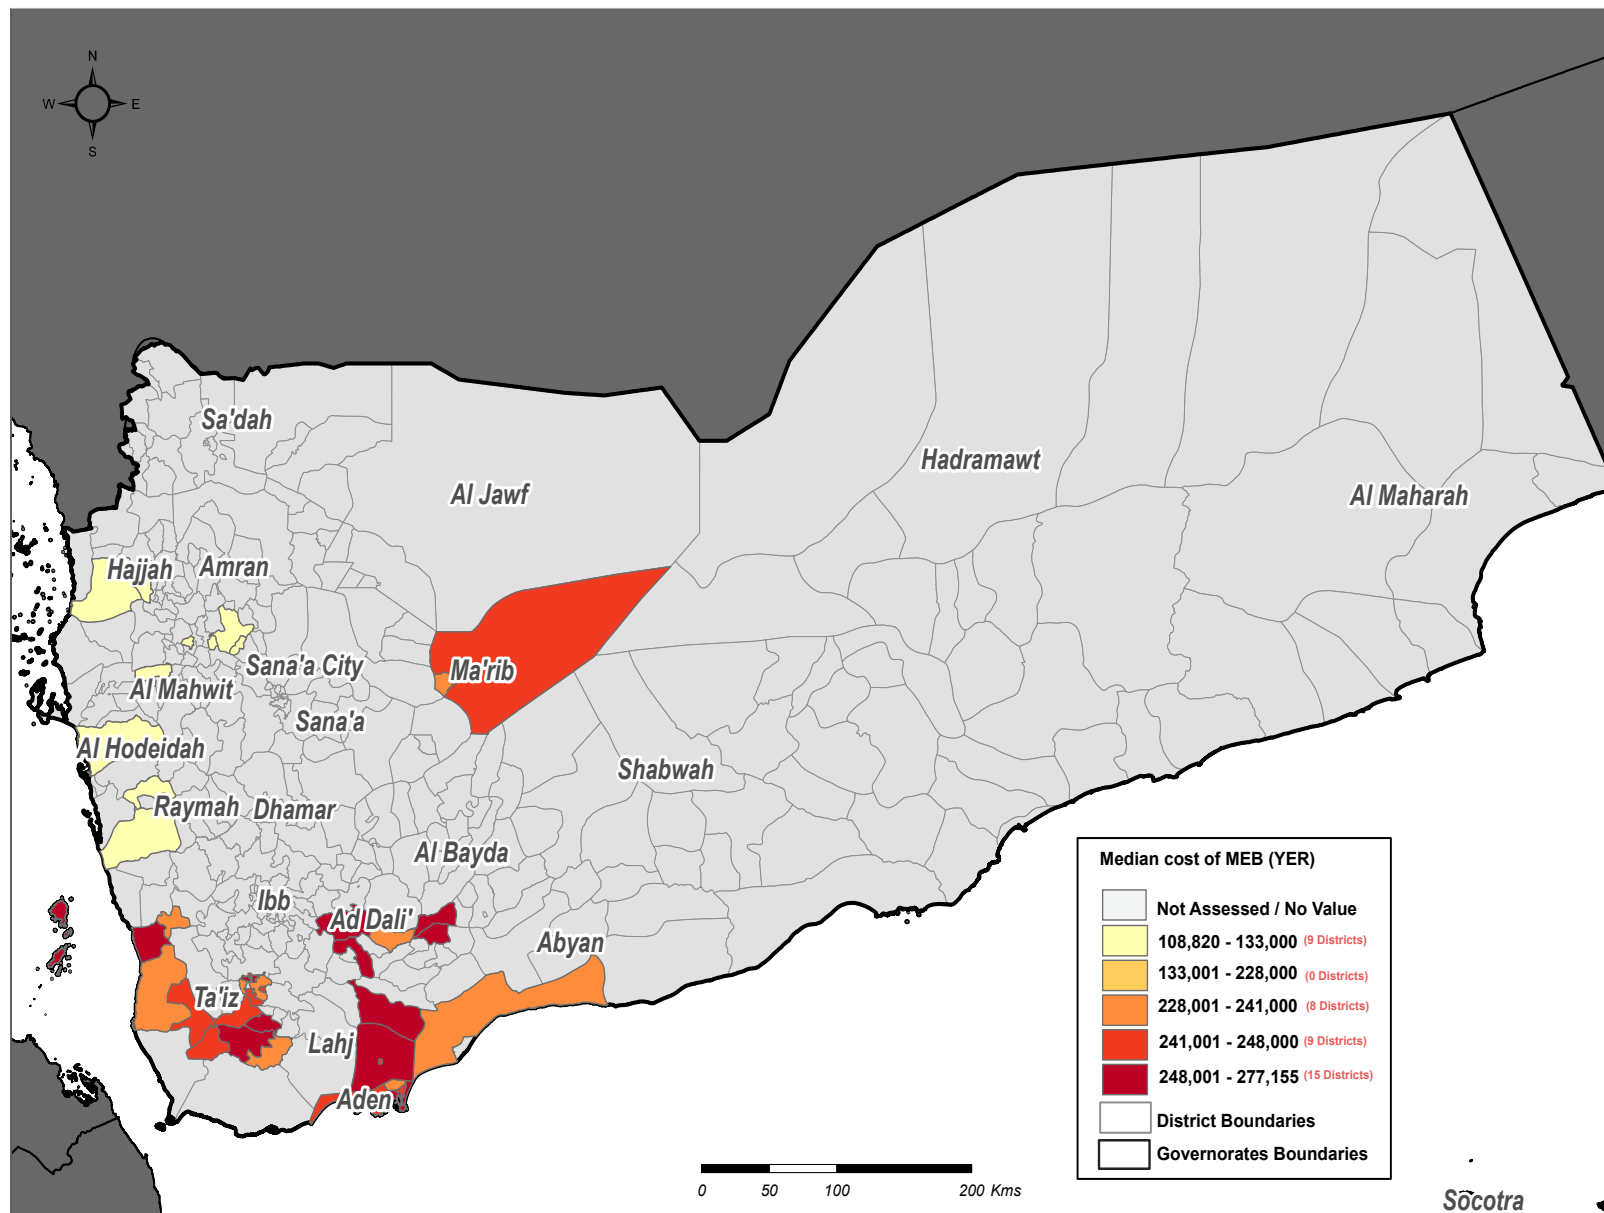 N
W E
S
Sa'dah
Al Jawf
Hadramawt
Al Maharah
Hajjah
Amran
Sana'a City
Ma'rib
Al Mahwit
Sana'a
Al Hodeidah
Shabwah
Raymah
Dhamar
Al Bayda
Ibb
Ad Dali'
Abyan
Ta'iz
Lahj
Aden
Socotra
Median cost of MEB (YER)
Not Assessed / No Value
108,820 - 133,000 (9 Districts)
133,001 - 228,000 (0 Districts)
228,001 - 241,000 (8 Districts)
241,001 - 248,000 (9 Districts)
248,001 - 277,155 (15 Districts)
District Boundaries
Governorates Boundaries
0 50 100 200 Kms